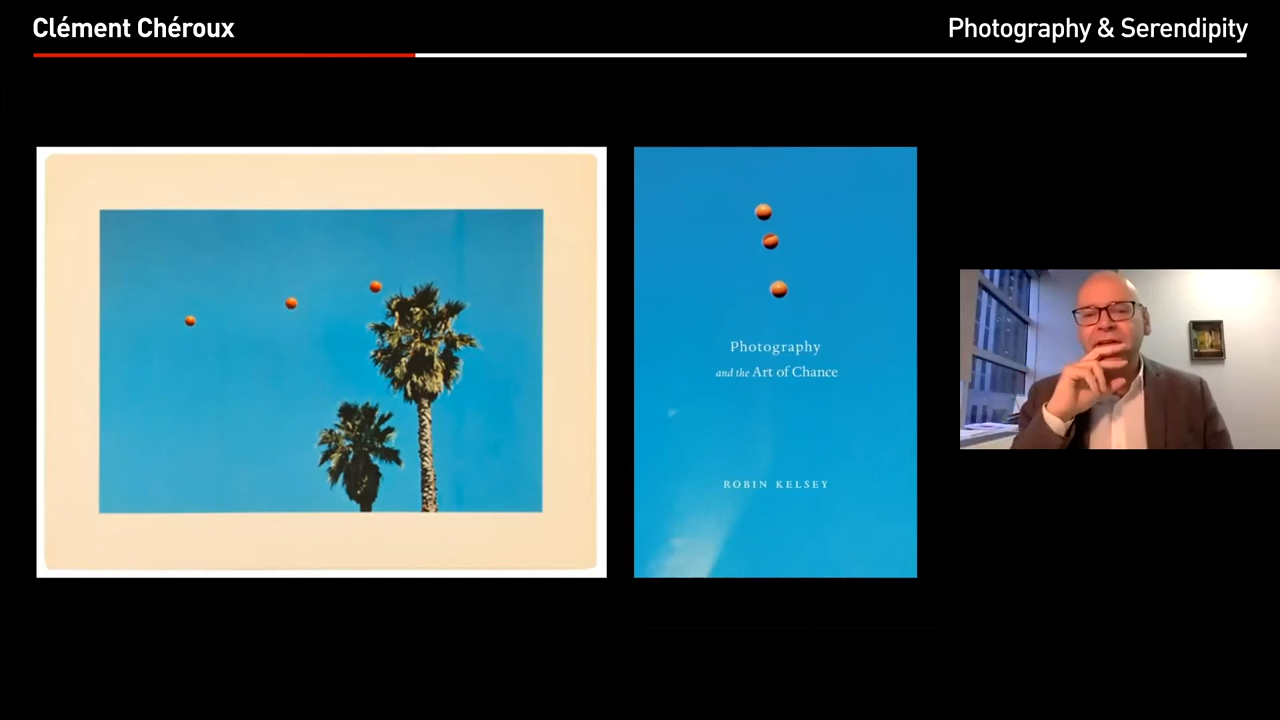 Clément Chéroux
Photography & Serendipity
Photography
and the Art of Chance
ROBIN KELSEY